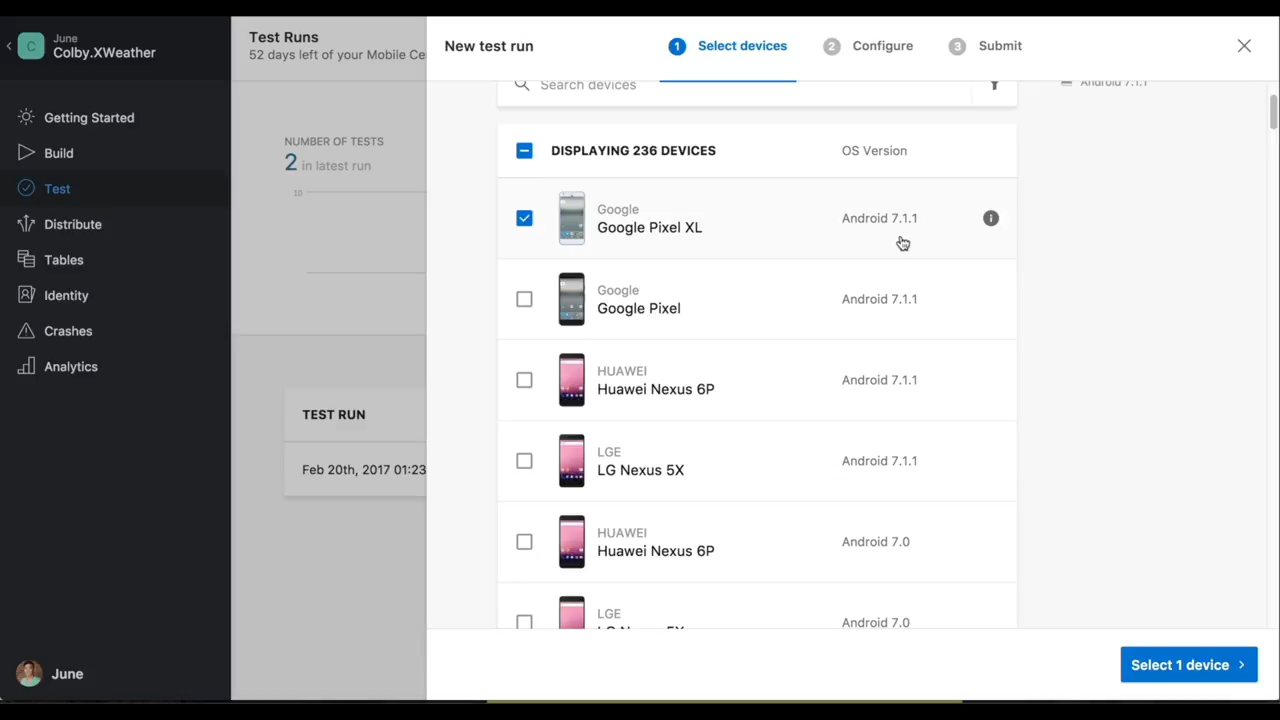 June
Colby.XWeather
C
Getting Started
Build
Test
Distribute
Tables
Identity
Crashes
Analytics
June
Test Runs
52 days left of your Mobile Ce
NUMBER OF TESTS
2 in latest run
10
TEST RUN
Feb 20th, 2017 01:23
New test run
1 Select devices
2 Configure
3 Submit
Search devices
Android 7.1.1
DISPLAYING 236 DEVICES
OS Version
Google
Google Pixel XL
Android 7.1.1
Google
Google Pixel
Android 7.1.1
HUAWEI
Huawei Nexus 6P
Android 7.1.1
LGE
LG Nexus 5X
Android 7.1.1
HUAWEI
Huawei Nexus 6P
Android 7.0
LGE
LG Nexus 5X
Android 7.0
Select 1 device